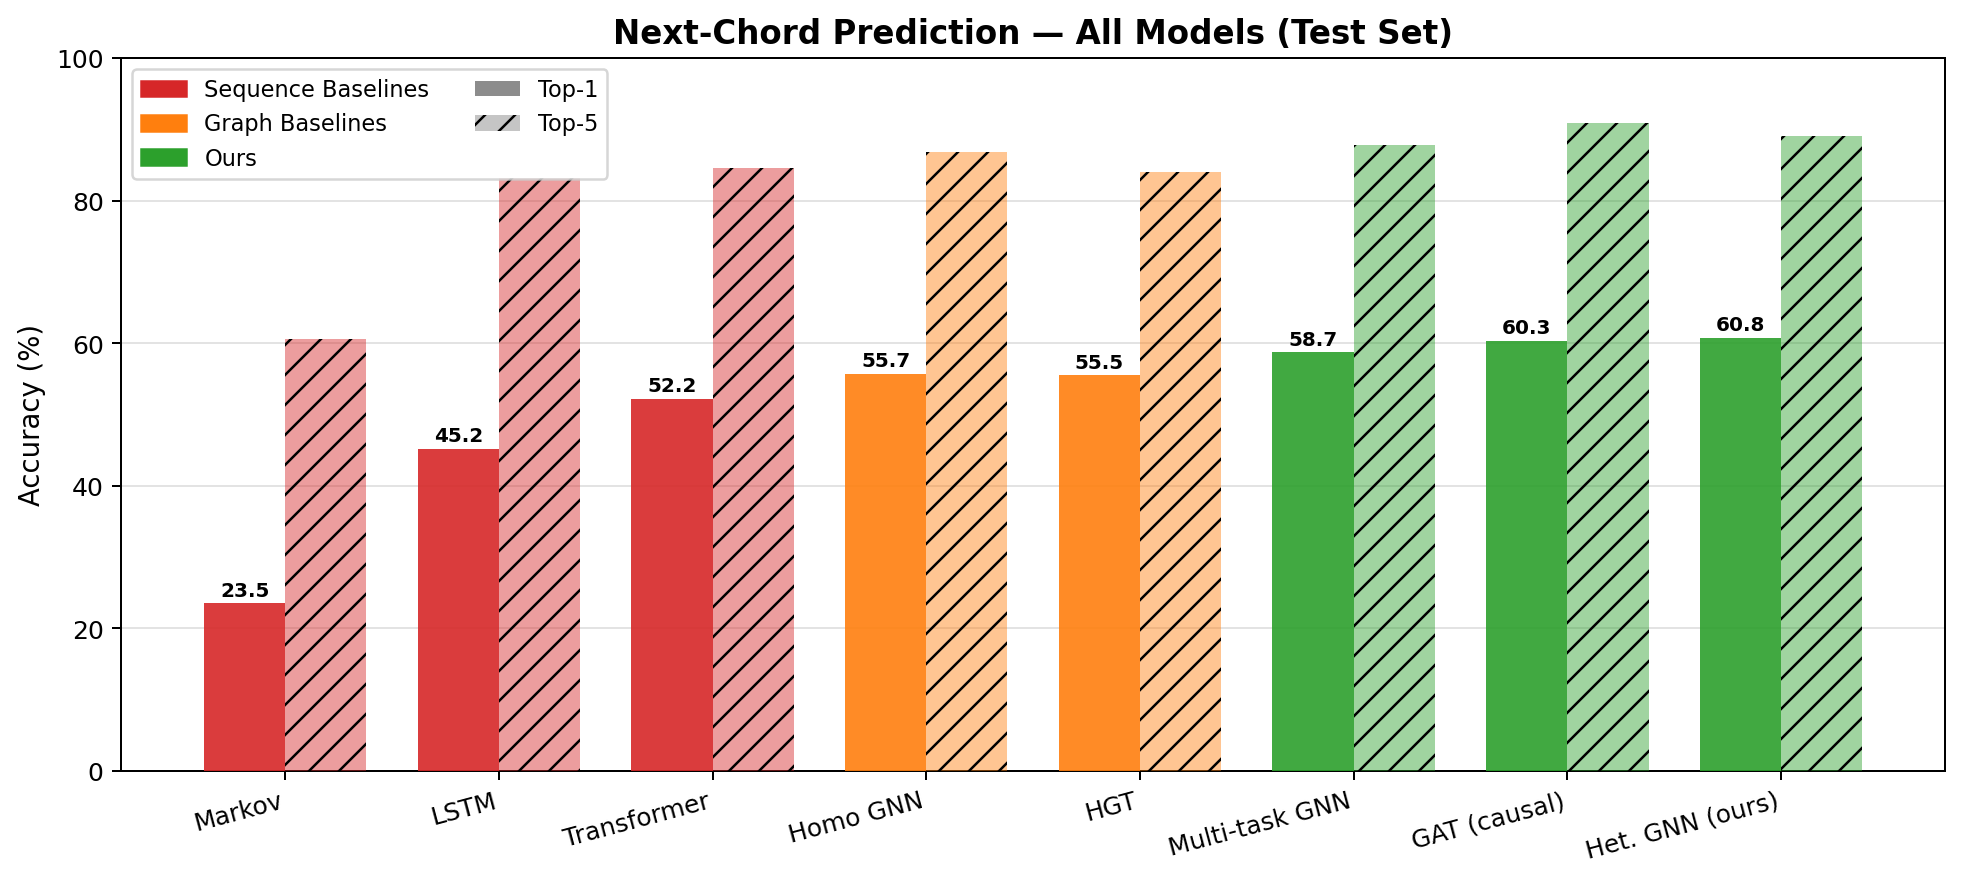 Next-Chord Prediction — All Models (Test Set)
Accuracy (%)
100
80
60
40
20
0
Sequence Baselines
Graph Baselines
Ours
Top-1
Top-5
23.5
45.2
52.2
55.7
55.5
58.7
60.3
60.8
Markov
LSTM
Transformer
Homo GNN
HGT
Multi-task GNN
GAT (causal)
Het. GNN (ours)